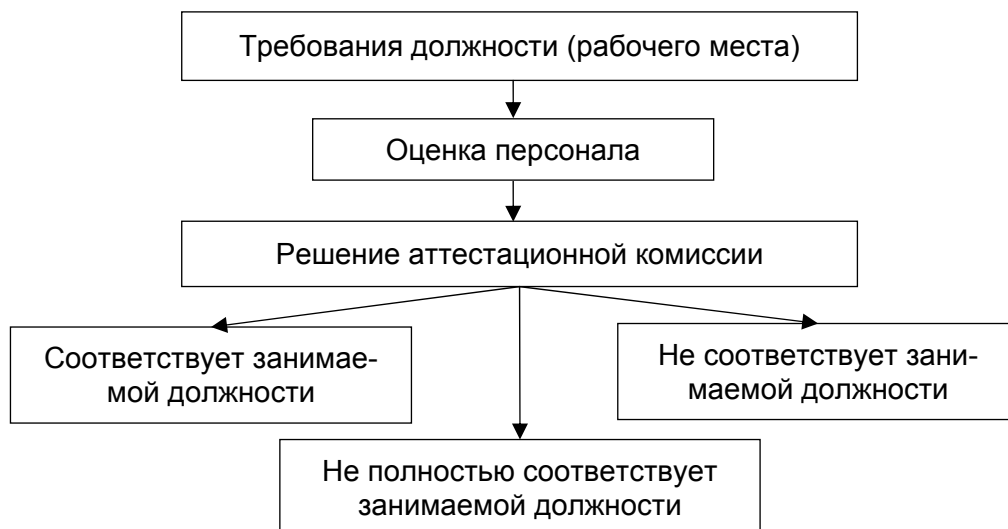 Требования должности (рабочего места)
Оценка персонала
Решение аттестационной комиссии
Соответствует занимае-
мой должности
Не соответствует зани-
маемой должности
Не полностью соответствует
занимаемой должности